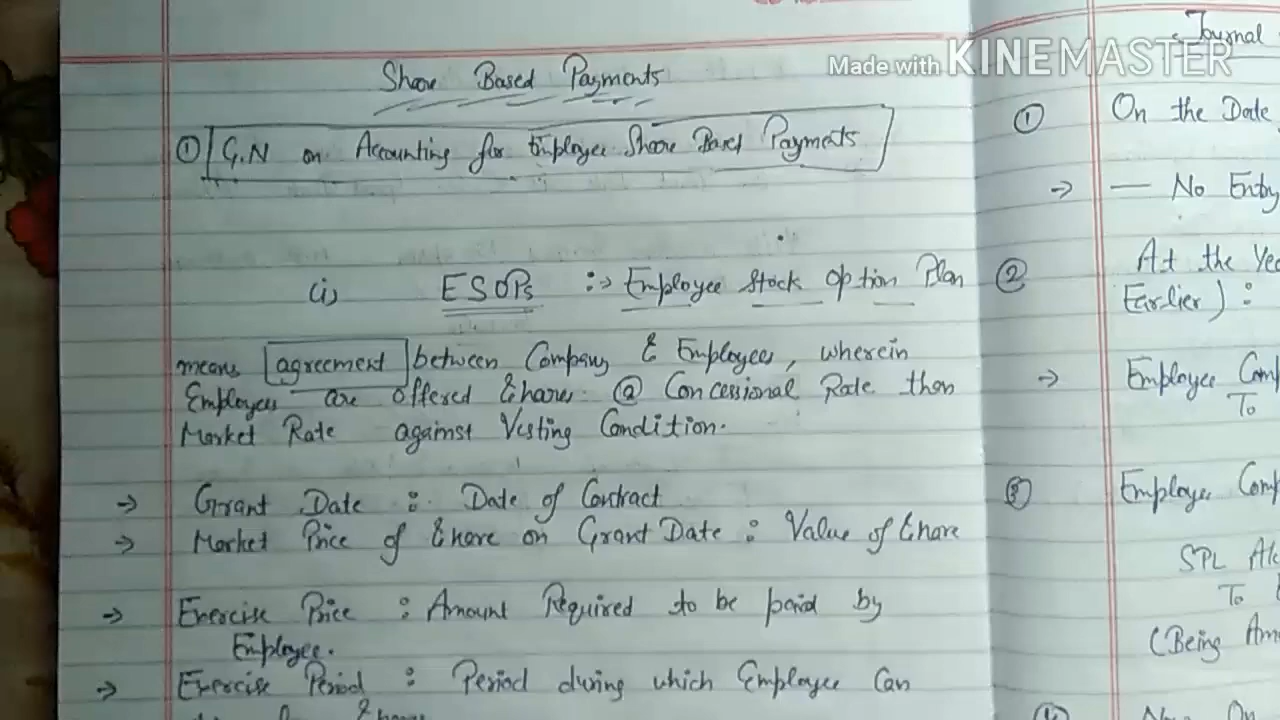 Share Based Payments
① G.N on Accounting for Employee Share Based Payments
(i) ESOPs :→ Employee Stock Option Plan
means agreement between Company & Employees, wherein
Employees are offered Shares @ Concessional Rate than
Market Rate against Vesting Condition.
→ Grant Date : Date of Contract
→ Market Price of Share on Grant Date : Value of Share
→ Exercise Price : Amount Required to be paid by
Employee.
→ Exercise Period : Period during which Employee Can
Made with KINEMASTER
Journal
① On the Date
→ — No Entry
② At the Yea
Earlier) :
→ Employee Comp
To
③ Employee Comp
SPL A/c
To
(Being Am
④